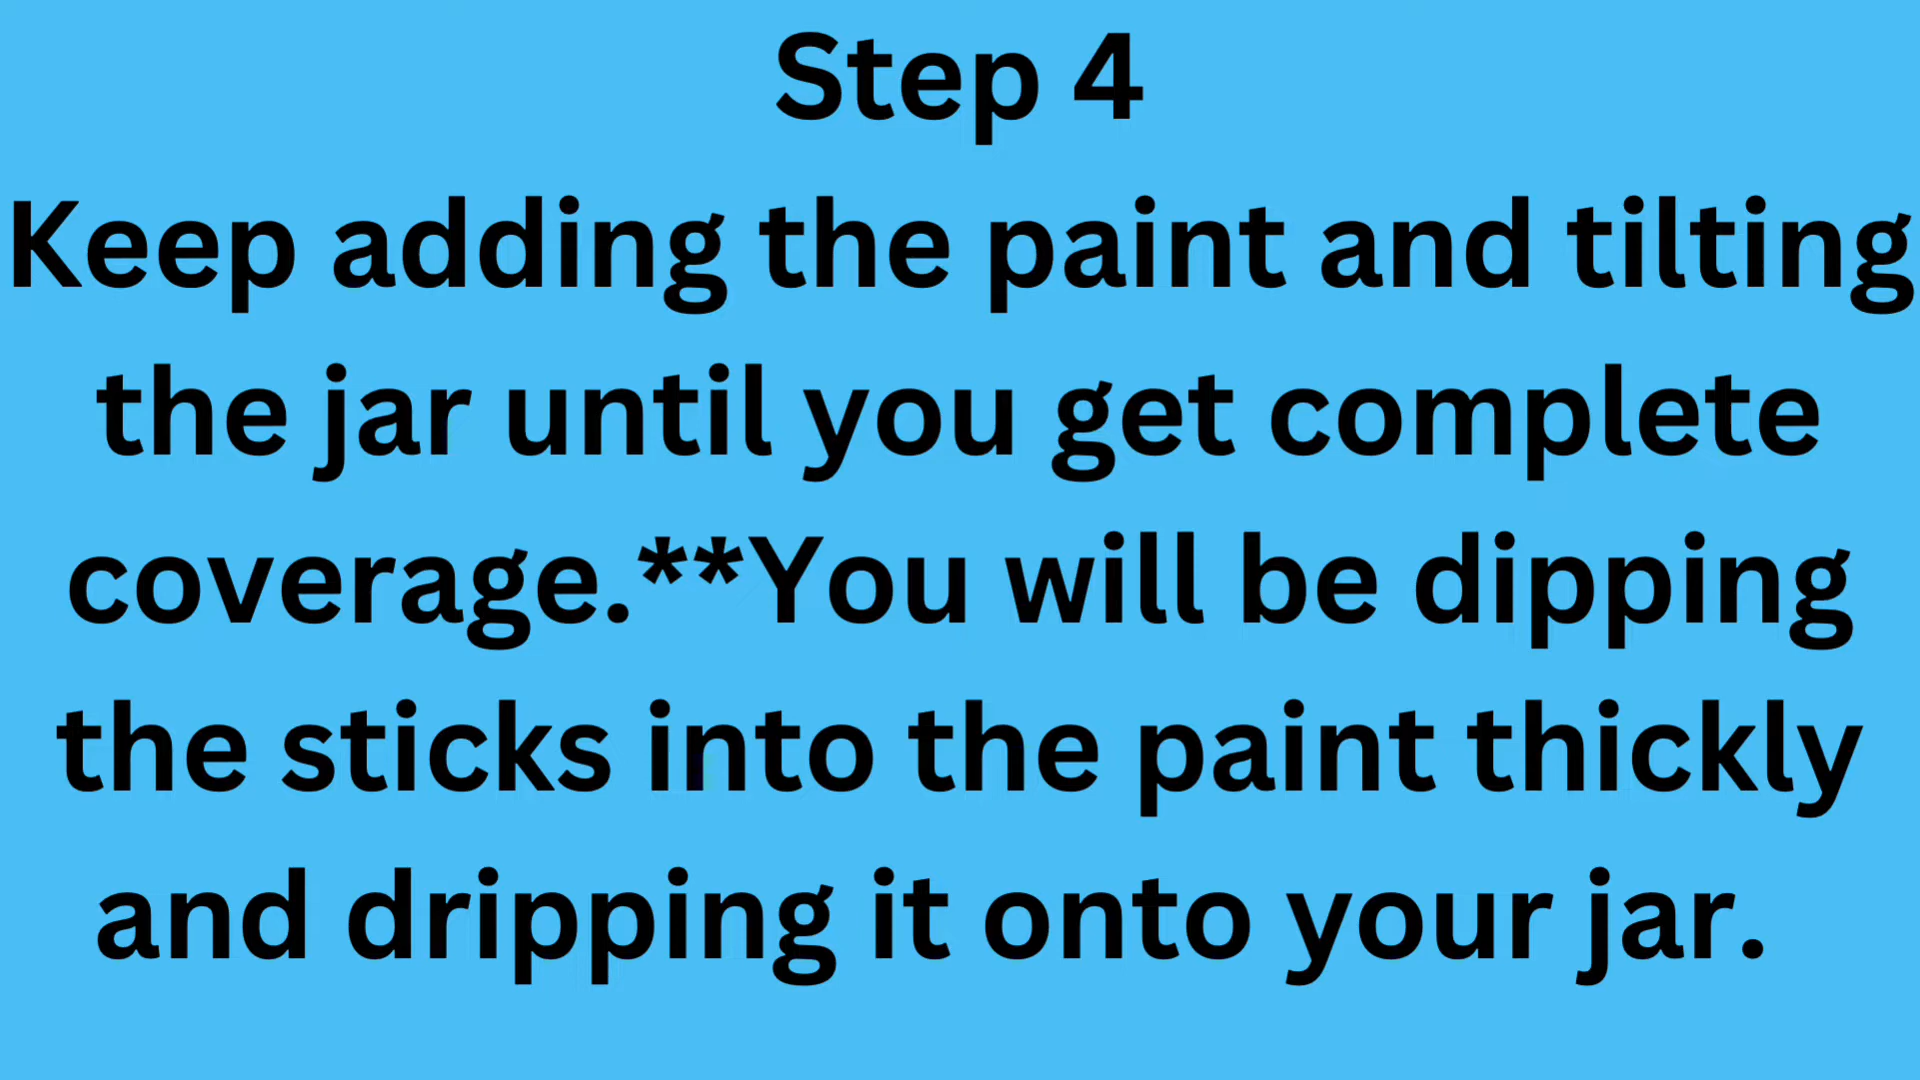 Step 4
Keep adding the paint and tilting
the jar until you get complete
coverage.**You will be dipping
the sticks into the paint thickly
and dripping it onto your jar.